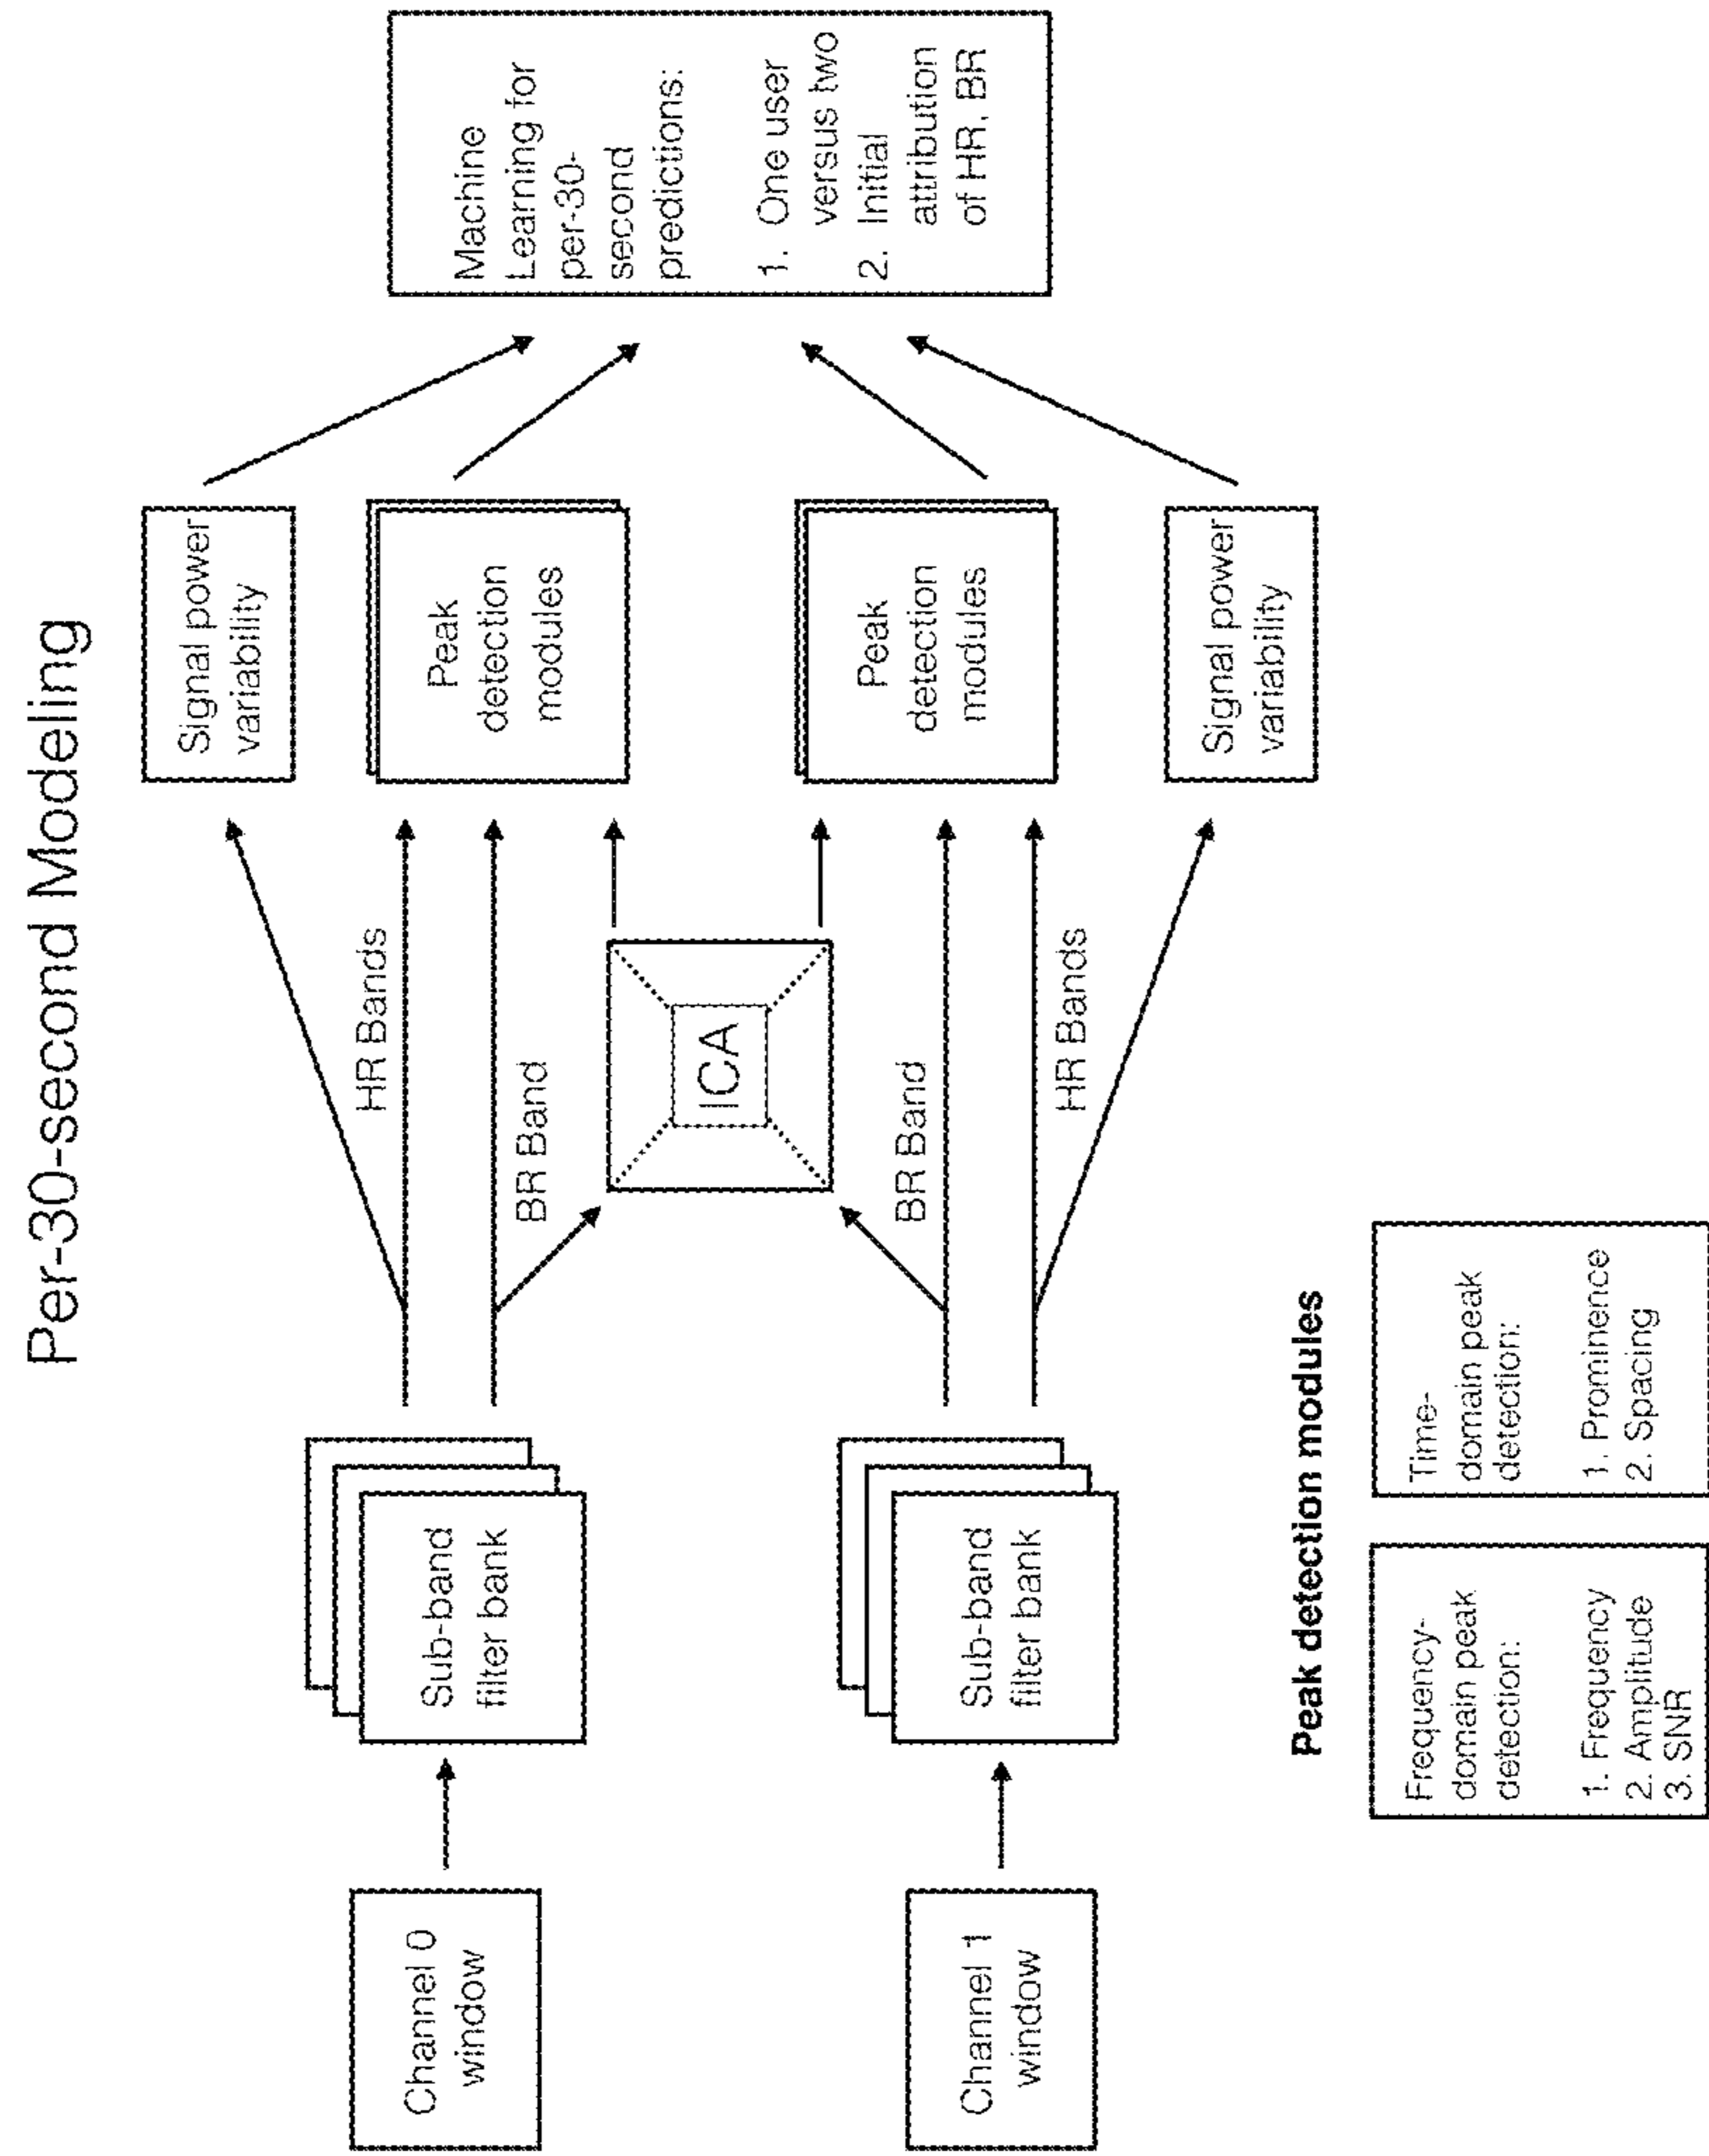 Per-30-second Modeling
Channel 0
window
Sub-band
filter bank
HR Bands
BR Band
Signal power
variability
Peak
detection
modules
ICA
Machine
Learning for
per-30-
second
predictions:
1. One user
versus two
2. Initial
attribution
of HR, BR
Channel 1
window
Sub-band
filter bank
BR Band
HR Bands
Peak
detection
modules
Signal power
variability
Peak detection modules
Frequency-
domain peak
detection:
1. Frequency
2. Amplitude
3. SNR
Time-
domain peak
detection:
1. Prominence
2. Spacing